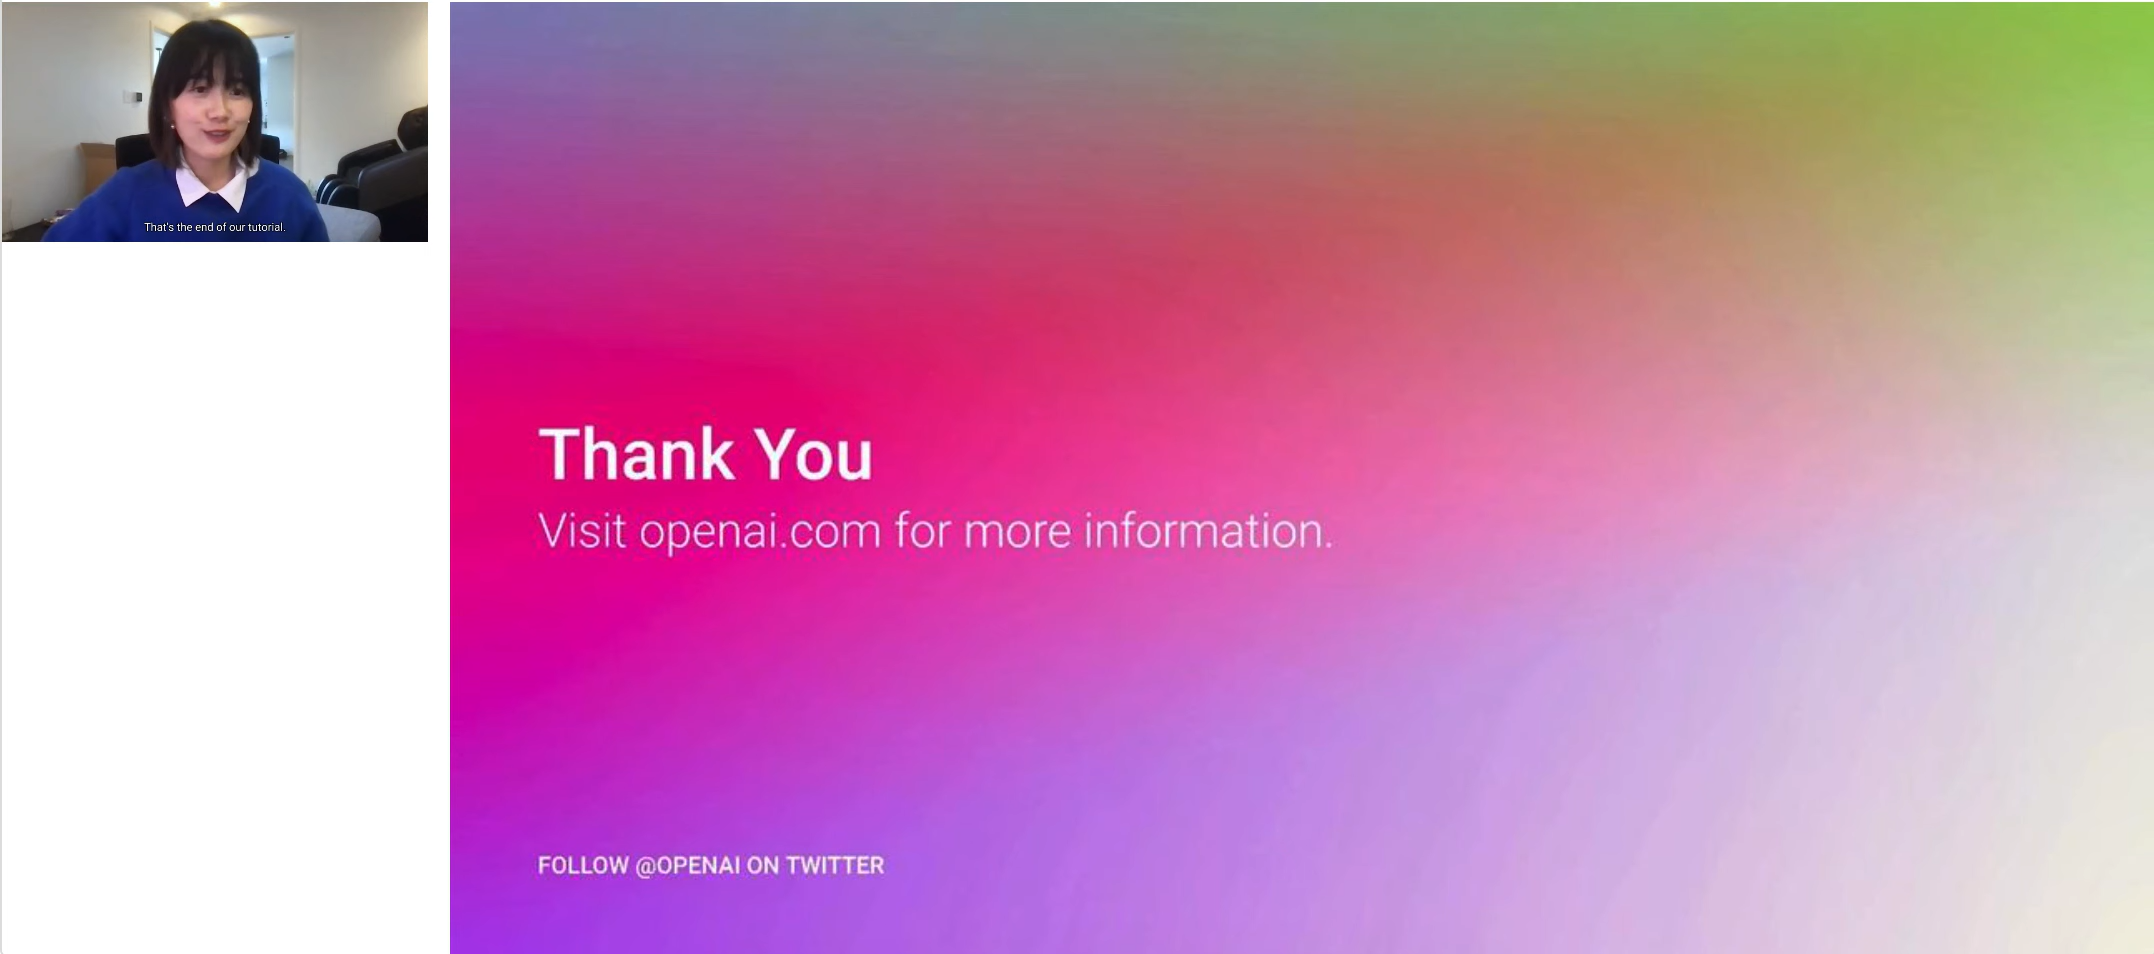 That's the end of our tutorial.
Thank You
Visit openai.com for more information.
FOLLOW @OPENAI ON TWITTER